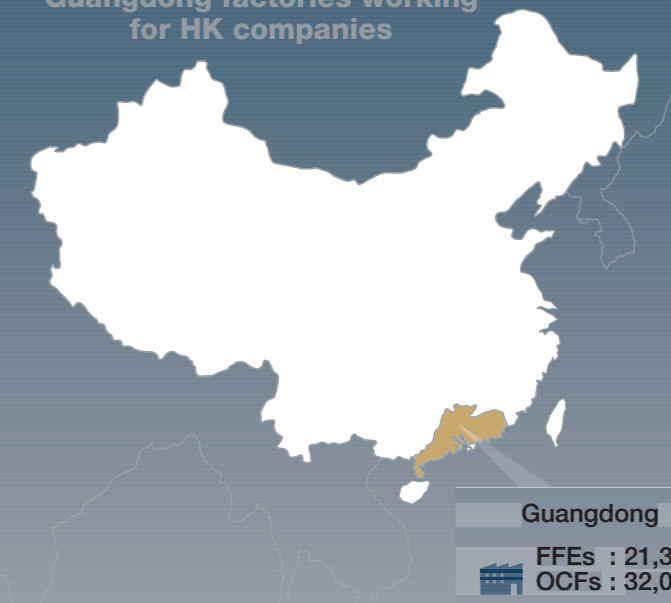 Guangdong factories working
for HK companies
Guangdong
FFEs : 21,3
OCFs : 32,0